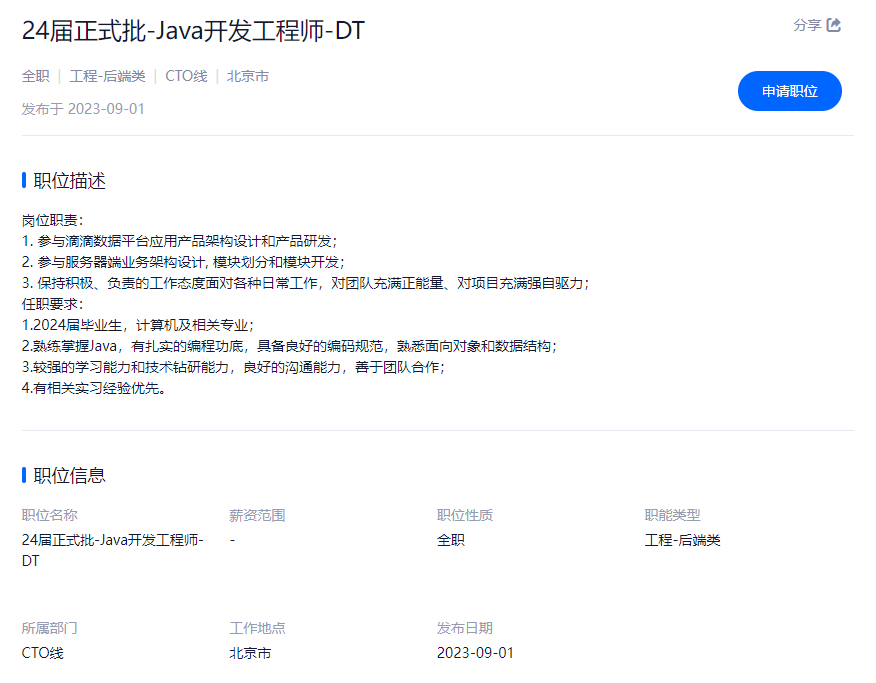 24届正式批-Java开发工程师-DT
分享
全职 | 工程-后端类 | CTO线 | 北京市
申请职位
发布于 2023-09-01
职位描述
岗位职责：
1. 参与滴滴数据平台应用产品架构设计和产品研发；
2. 参与服务器端业务架构设计, 模块划分和模块开发；
3. 保持积极、负责的工作态度面对各种日常工作，对团队充满正能量、对项目充满强自驱力；
任职要求：
1.2024届毕业生，计算机及相关专业；
2.熟练掌握Java，有扎实的编程功底，具备良好的编码规范，熟悉面向对象和数据结构；
3.较强的学习能力和技术钻研能力，良好的沟通能力，善于团队合作；
4.有相关实习经验优先。
职位信息
职位名称 薪资范围 职位性质 职能类型
24届正式批-Java开发工程师- - 全职 工程-后端类
DT
所属部门 工作地点 发布日期
CTO线 北京市 2023-09-01